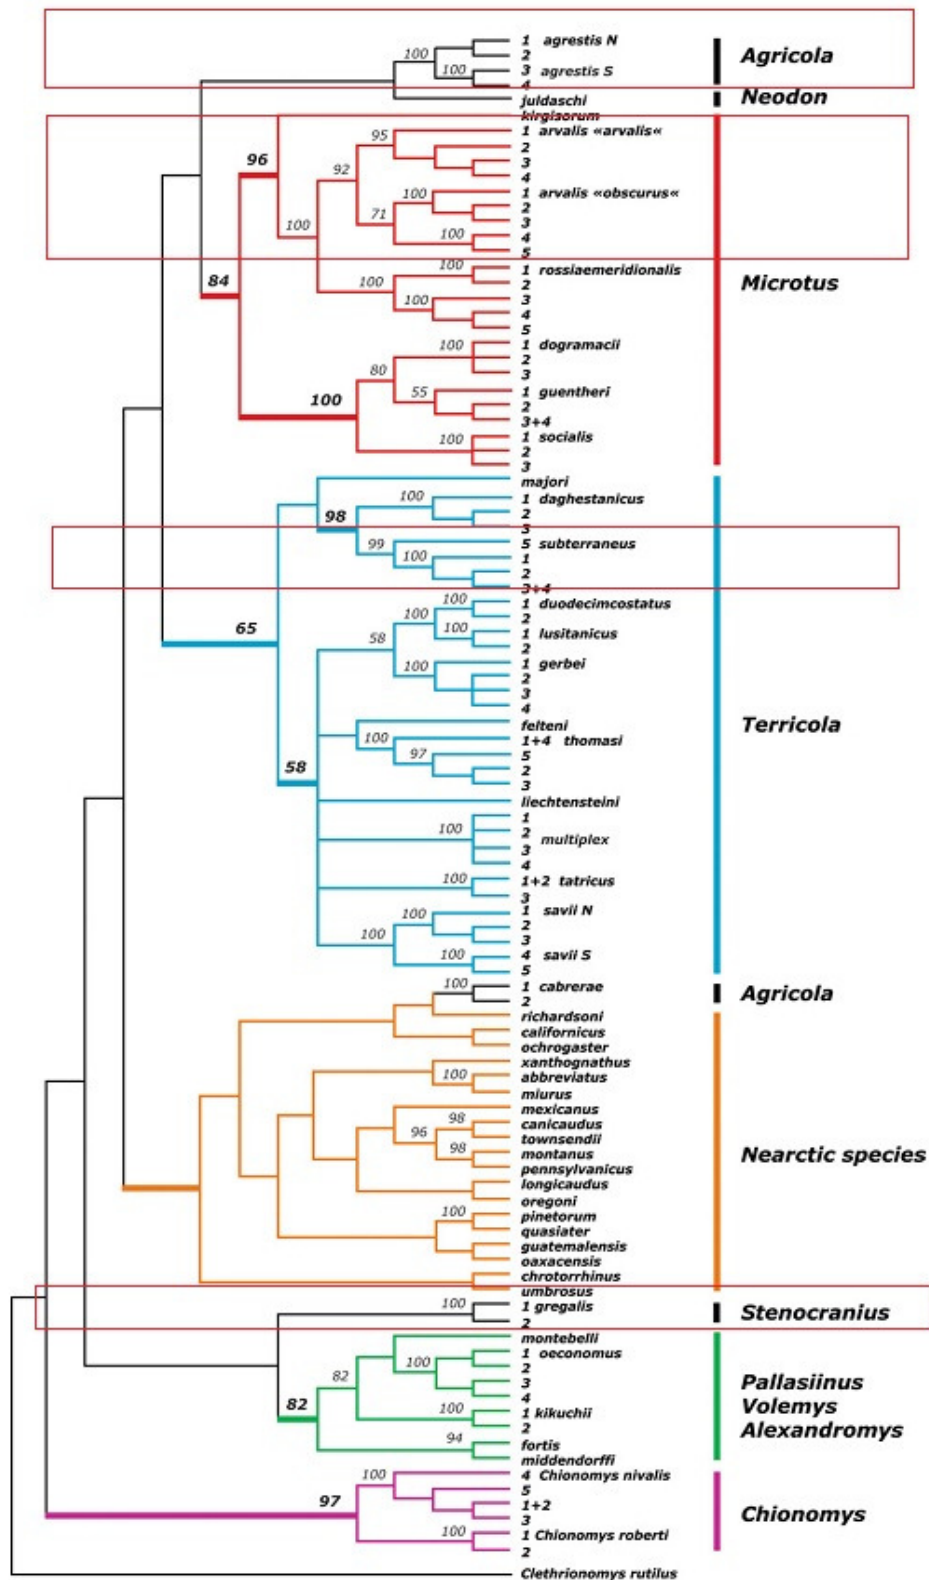 100
1 agrestis N
2
100
3 agrestis S
4
Agricola
juldaschi
Neodon
kirgisorum
95
1 arvalis «arvalis«
2
96
92
3
4
100
1 arvalis «obscurus«
2
100
71
3
100
4
5
100
1 rossiaemeridionalis
84
100
2
Microtus
100
3
4
5
100
1 dogramacii
2
80
3
100
55
1 guentheri
2
3+4
100
1 socialis
2
3
majori
100
1 daghestanicus
98
2
3
99
5 subterraneus
100
1
2
3+4
100
1 duodecimcostatus
100
2
65
58
100
1 lusitanicus
2
100
1 gerbei
2
3
4
felteni
Terricola
100
1+4 thomasi
97
5
58
2
3
liechtensteini
1
100
2 multiplex
3
4
100
1+2 tatricus
3
100
1 savii N
2
100
3
100
4 savii S
5
100
1 cabrerae
2
Agricola
richardsoni
californicus
ochrogaster
xanthognathus
100
abbreviatus
miurus
mexicanus
98
canicaudus
96
townsendii
98
montanus
pennsylvanicus
Nearctic species
longicaudus
oregoni
100
pinetorum
quasiater
guatemalensis
oaxacensis
chrotorrhinus
umbrosus
100
1 gregalis
2
Stenocranius
montebelli
1 oeconomus
82
100
2
3
4
Pallasiinus
Volemys
Alexandromys
82
100
1 kikuchii
2
94
fortis
middendorffi
100
4 Chionomys nivalis
5
97
1+2
3
Chionomys
100
1 Chionomys roberti
2
Clethrionomys rutilus